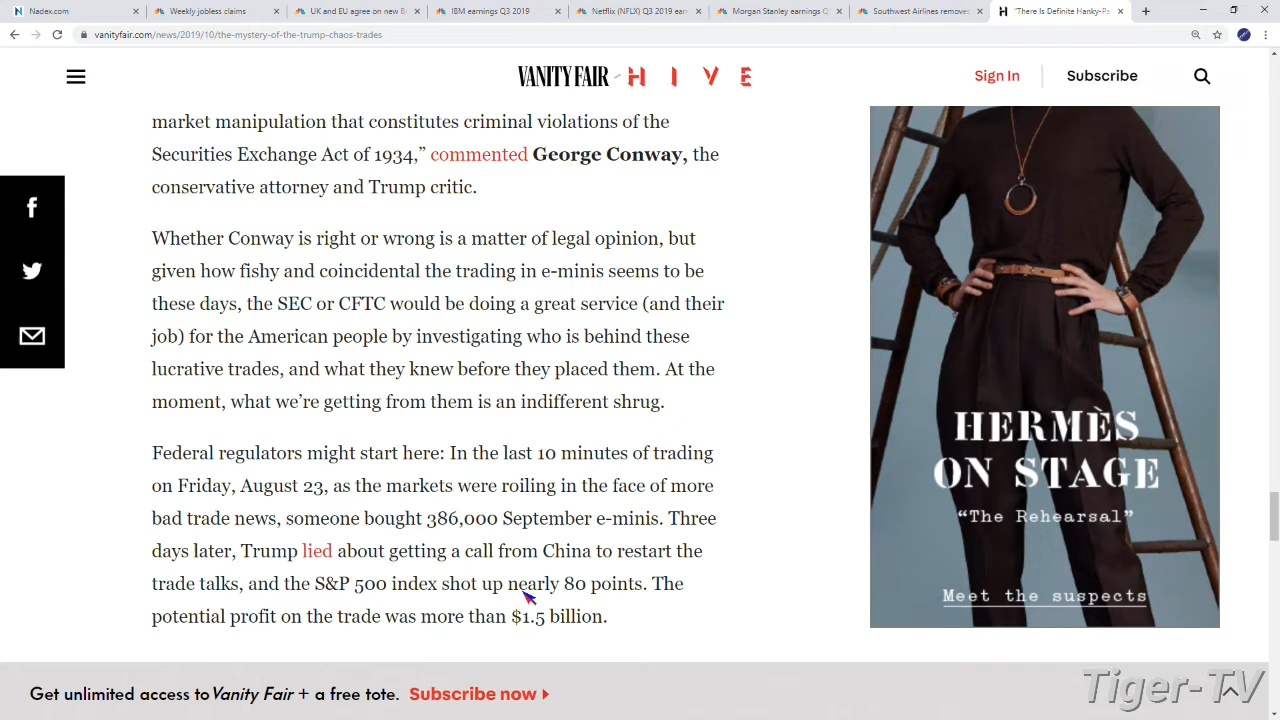 Nadex.com
Weekly jobless claims
UK and EU agree on new B
IBM earnings Q3 2019
Netflix (NFLX) Q3 2019 ear
Morgan Stanley earnings Q
Southwest Airlines removes
"There Is Definite Hanky-Pa
vanityfair.com/news/2019/10/the-mystery-of-the-trump-chaos-trades
VANITY FAIR HIVE
Sign In
Subscribe
market manipulation that constitutes criminal violations of the
Securities Exchange Act of 1934,” commented George Conway, the
conservative attorney and Trump critic.
Whether Conway is right or wrong is a matter of legal opinion, but
given how fishy and coincidental the trading in e-minis seems to be
these days, the SEC or CFTC would be doing a great service (and their
job) for the American people by investigating who is behind these
lucrative trades, and what they knew before they placed them. At the
moment, what we’re getting from them is an indifferent shrug.
Federal regulators might start here: In the last 10 minutes of trading
on Friday, August 23, as the markets were roiling in the face of more
bad trade news, someone bought 386,000 September e-minis. Three
days later, Trump lied about getting a call from China to restart the
trade talks, and the S&P 500 index shot up nearly 80 points. The
potential profit on the trade was more than $1.5 billion.
HERMÈS
ON STAGE
“The Rehearsal”
Meet the suspects
Get unlimited access to Vanity Fair + a free tote. Subscribe now
Tiger-TV